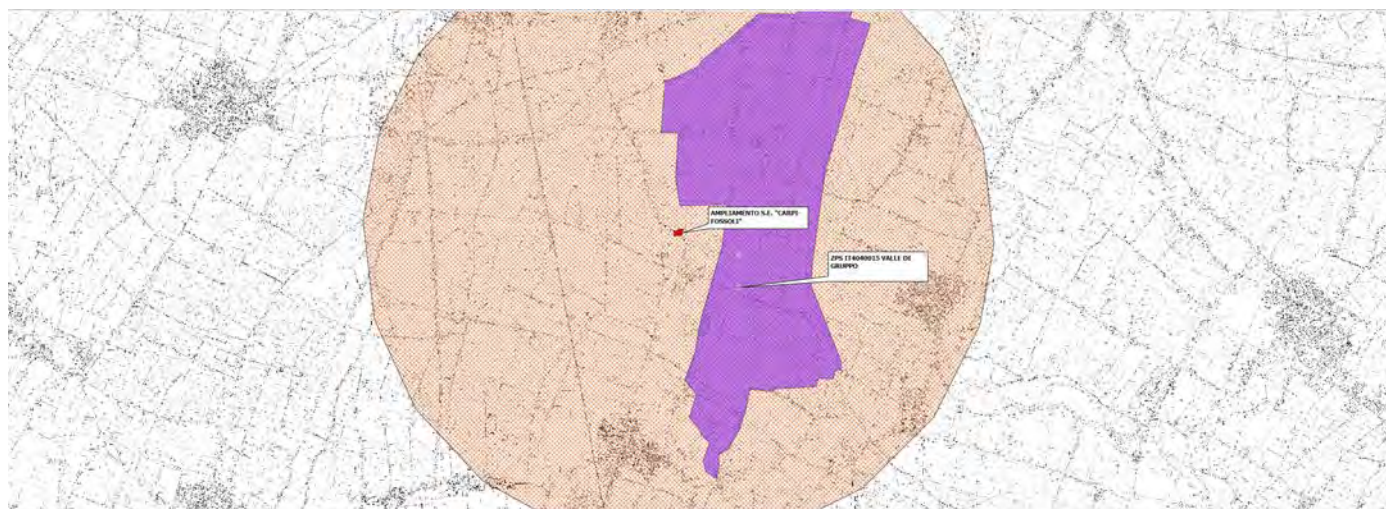 AMPLIAMENTO S.E. "CARPI-
FOSSOLI"
ZPS IT4040015 VALLE DI
GRUPPO